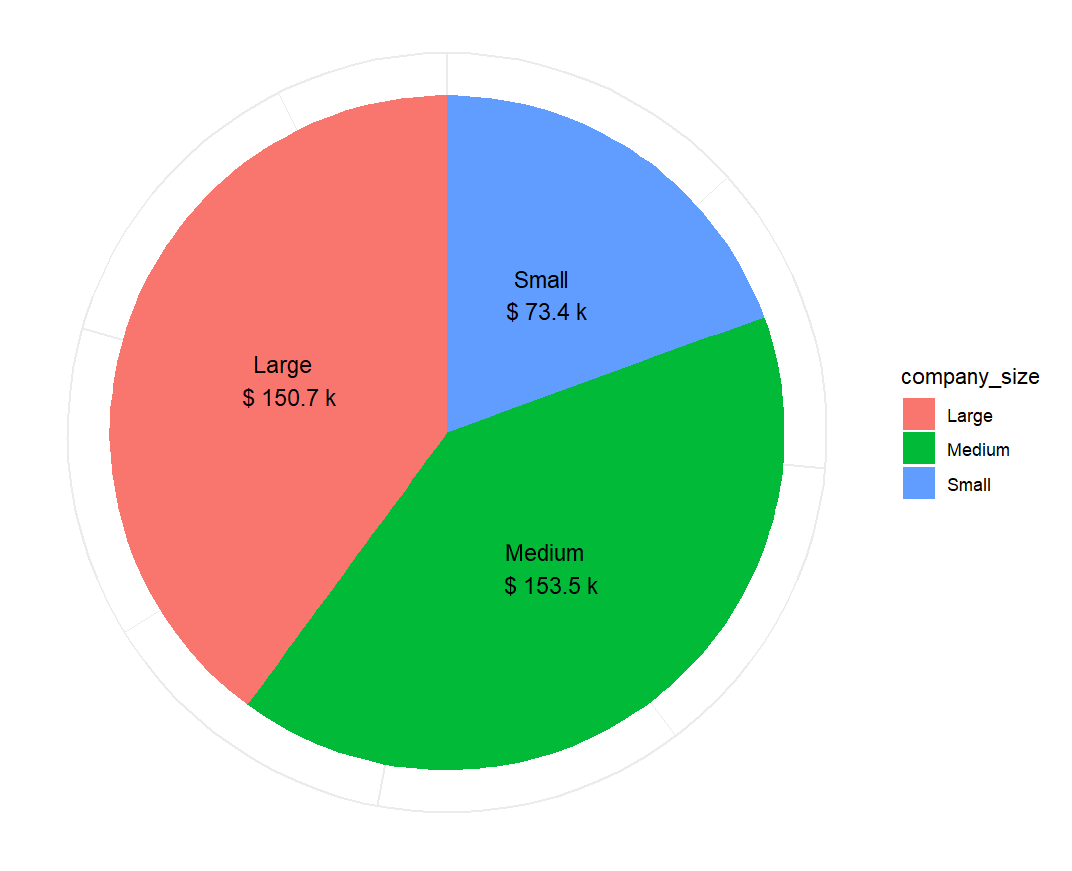 Small
$ 73.4 k
Large
$ 150.7 k
Medium
$ 153.5 k
company_size
Large
Medium
Small